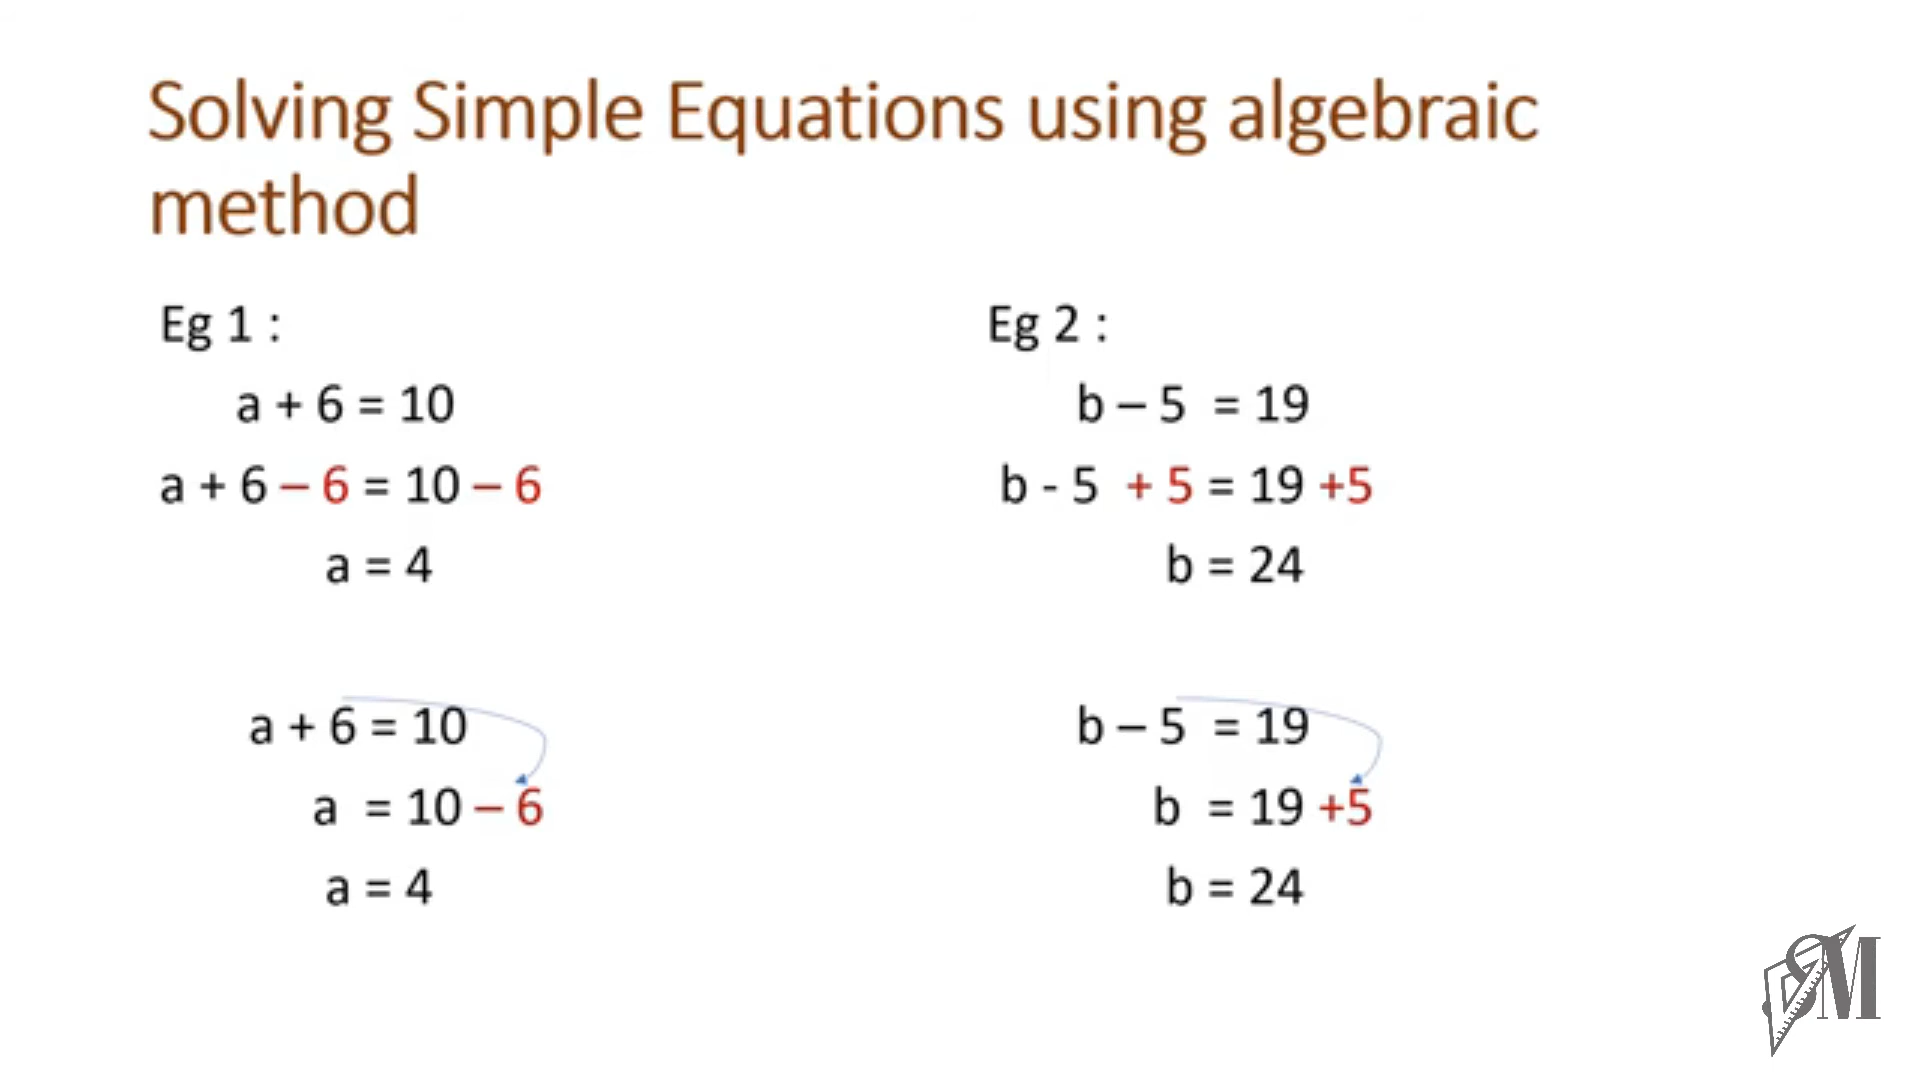 Solving Simple Equations using algebraic
method
Eg 1 :
a + 6 = 10
a + 6 – 6 = 10 – 6
a = 4
a + 6 = 10
a = 10 – 6
a = 4
Eg 2 :
b – 5 = 19
b - 5 + 5 = 19 +5
b = 24
b – 5 = 19
b = 19 +5
b = 24
SM